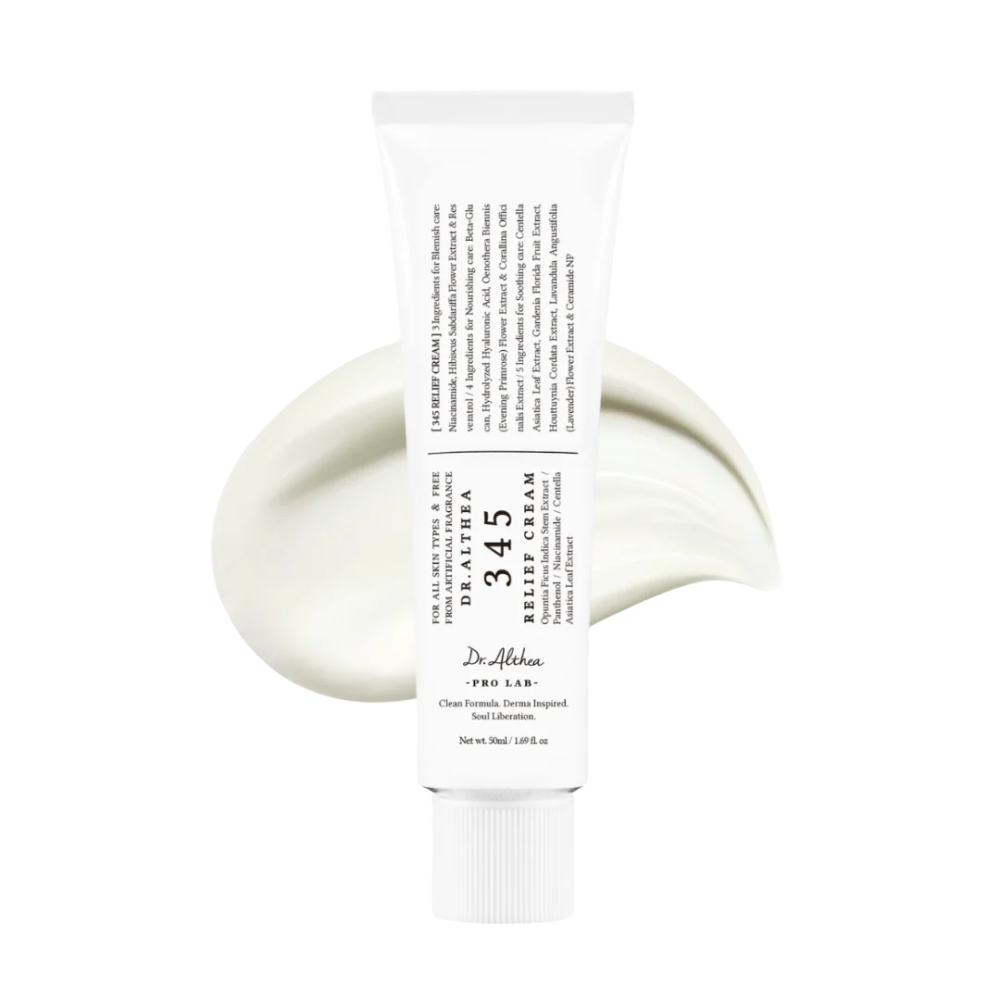 [ 345 RELIEF CREAM ] 3 Ingredients for Blemish care:
Niacinamide, Hibiscus Sabdariffa Flower Extract & Res
veratrol / 4 Ingredients for Nourishing care: Beta-Glu
can, Hydrolyzed Hyaluronic Acid, Oenothera Biennis
(Evening Primrose) Flower Extract & Corallina Offici
nalis Extract / 5 Ingredients for Soothing care: Centella
Asiatica Leaf Extract, Gardenia Florida Fruit Extract,
Houttuynia Cordata Extract, Lavandula Angustifolia
(Lavender) Flower Extract & Ceramide NP
FOR ALL SKIN TYPES & FREE
FROM ARTIFICIAL FRAGRANCE
DR.ALTHEA
345
RELIEF CREAM
Opuntia Ficus Indica Stem Extract /
Panthenol / Niacinamide / Centella
Asiatica Leaf Extract
Dr.Althea
-PRO LAB-
Clean Formula. Derma Inspired.
Soul Liberation.
Net wt. 50ml / 1.69 fl. oz